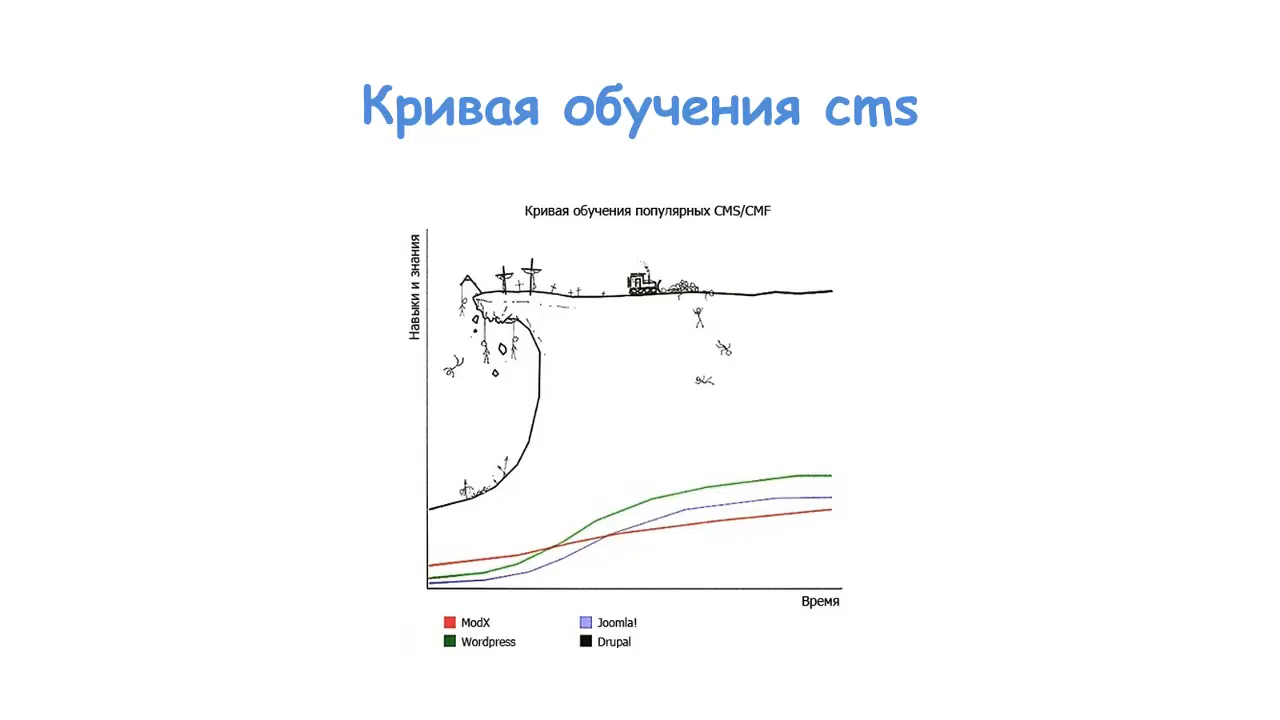 Кривая обучения cms
Кривая обучения популярных CMS/CMF
Навыки и знания
Время
ModX
Joomla!
Wordpress
Drupal